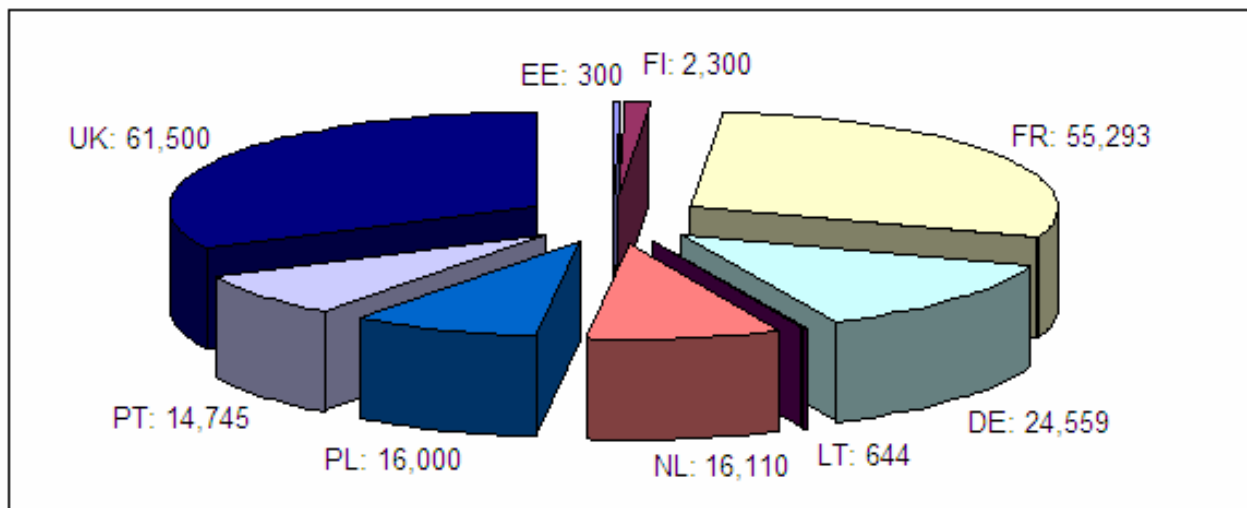 EE: 300
FI: 2,300
UK: 61,500
FR: 55,293
PT: 14,745
DE: 24,559
PL: 16,000
NL: 16,110
LT: 644